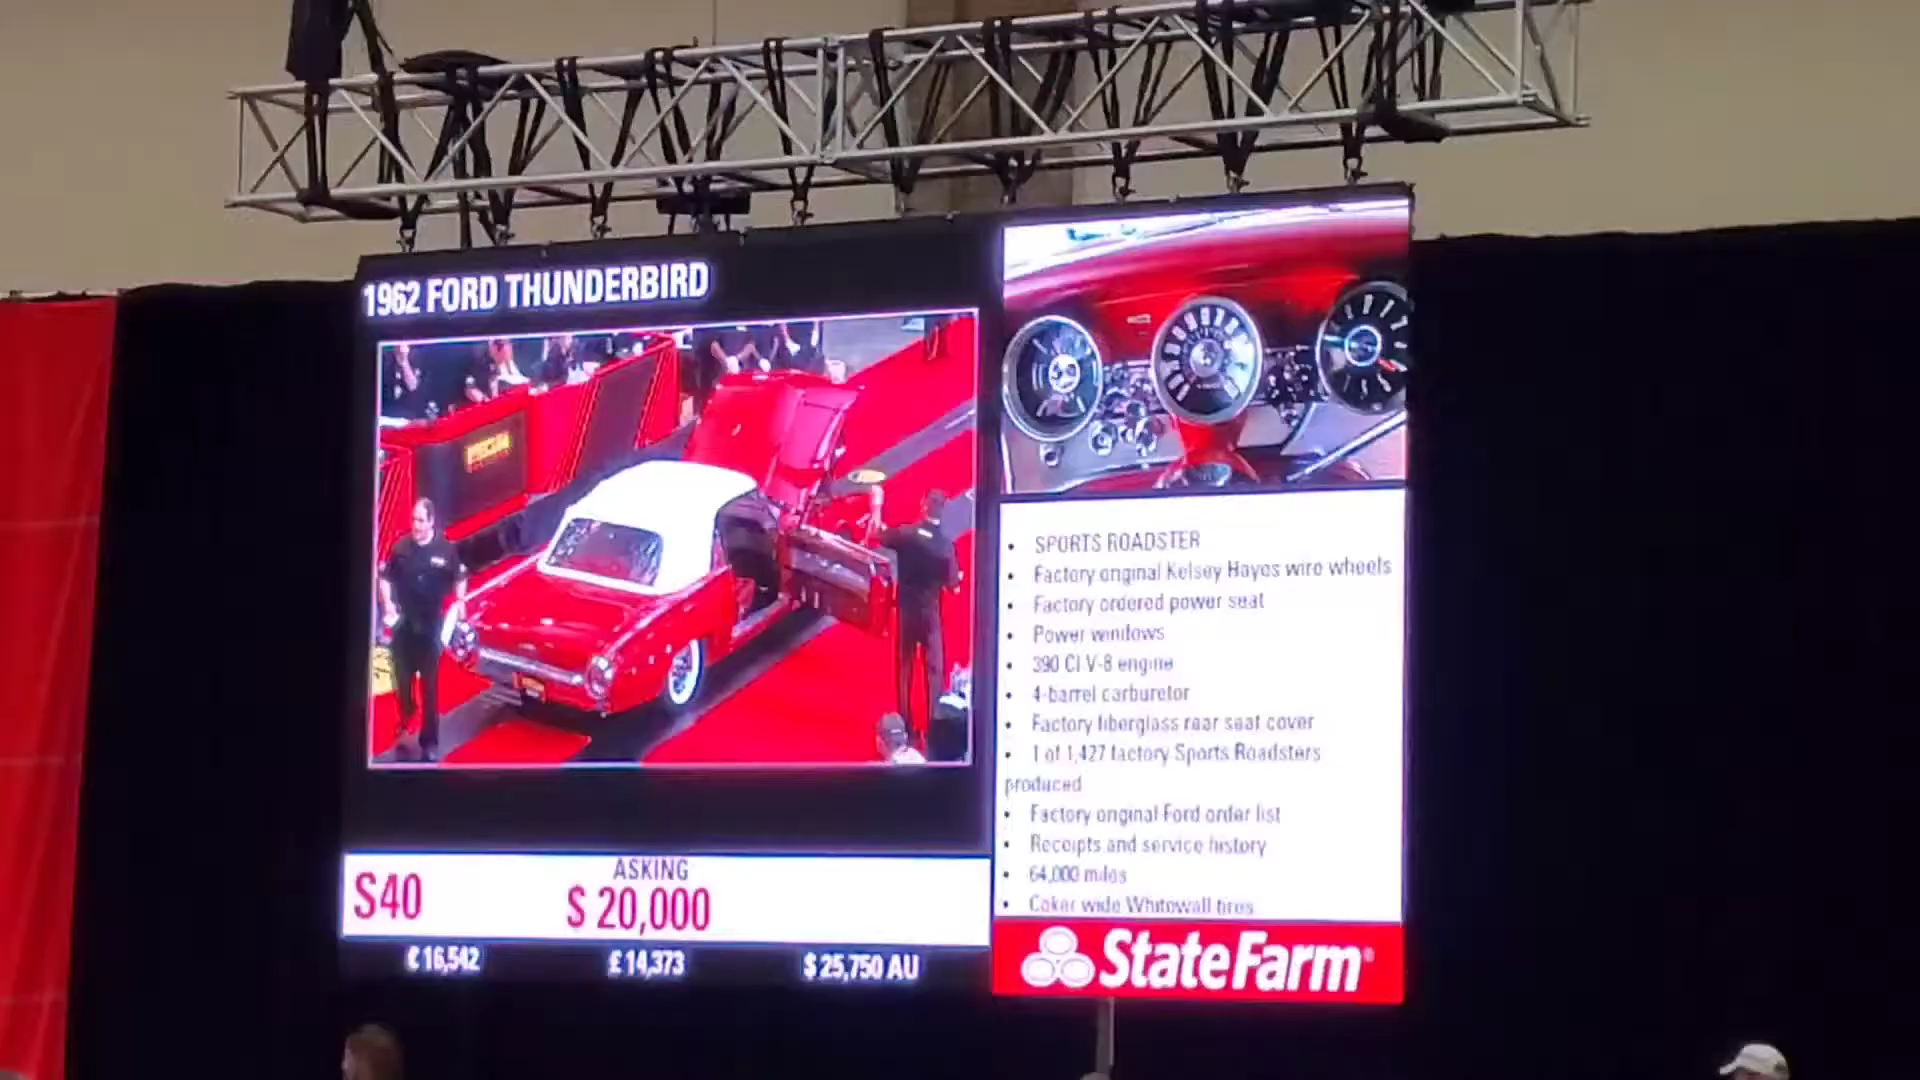 1962 FORD THUNDERBIRD
MECUM
• SPORTS ROADSTER
• Factory original Kelsey Hayes wire wheels
• Factory ordered power seat
• Power windows
• 390 CI V-8 engine
• 4-barrel carburetor
• Factory fiberglass rear seat cover
• 1 of 1,427 factory Sports Roadsters
produced
• Factory original Ford order list
• Receipts and service history
• 64,000 miles
• Coker wide Whitewall tires
S40
ASKING
$ 20,000
€ 16,542 £ 14,373 $ 25,750 AU
StateFarm®